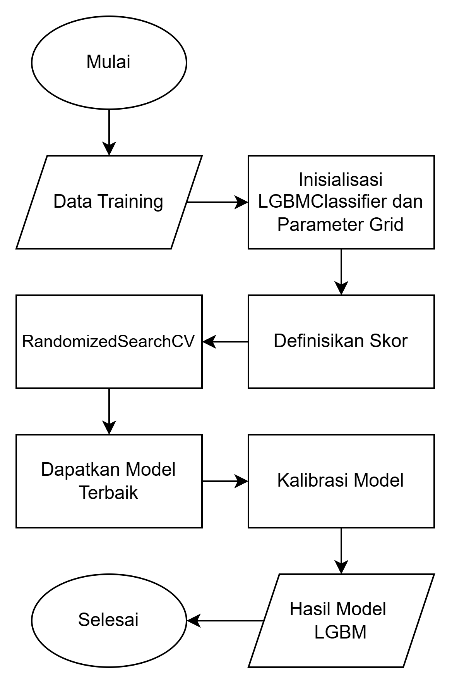 Mulai
Data Training
Inisialisasi
LGBMClassifier dan
Parameter Grid
Definisikan Skor
RandomizedSearchCV
Dapatkan Model
Terbaik
Kalibrasi Model
Hasil Model
LGBM
Selesai